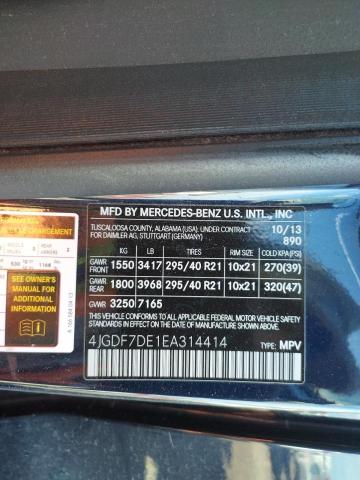 MFD BY MERCEDES-BENZ U.S. INTL., INC
TUSCALOOSA COUNTY, ALABAMA (USA), UNDER CONTRACT 10/13
FOR DAIMLER AG, STUTTGART (GERMANY) 890
KG LB TIRES RIM COLD KPA(PSI)
GAWR FRONT 1550 3417 295/40 R21 10x21 270(39)
GAWR REAR 1800 3968 295/40 R21 10x21 320(47)
GVWR 3250 7165
THIS VEHICLE CONFORMS TO ALL APPLICABLE FEDERAL MOTOR VEHICLE
SAFETY STANDARDS IN EFFECT ON THE DATE OF MANUFACTURE SHOWN ABOVE.
4JGDF7DE1EA314414 TYPE: MPV
REAR
SEE OWNER'S
MANUAL FOR
ADDITIONAL
INFORMATION